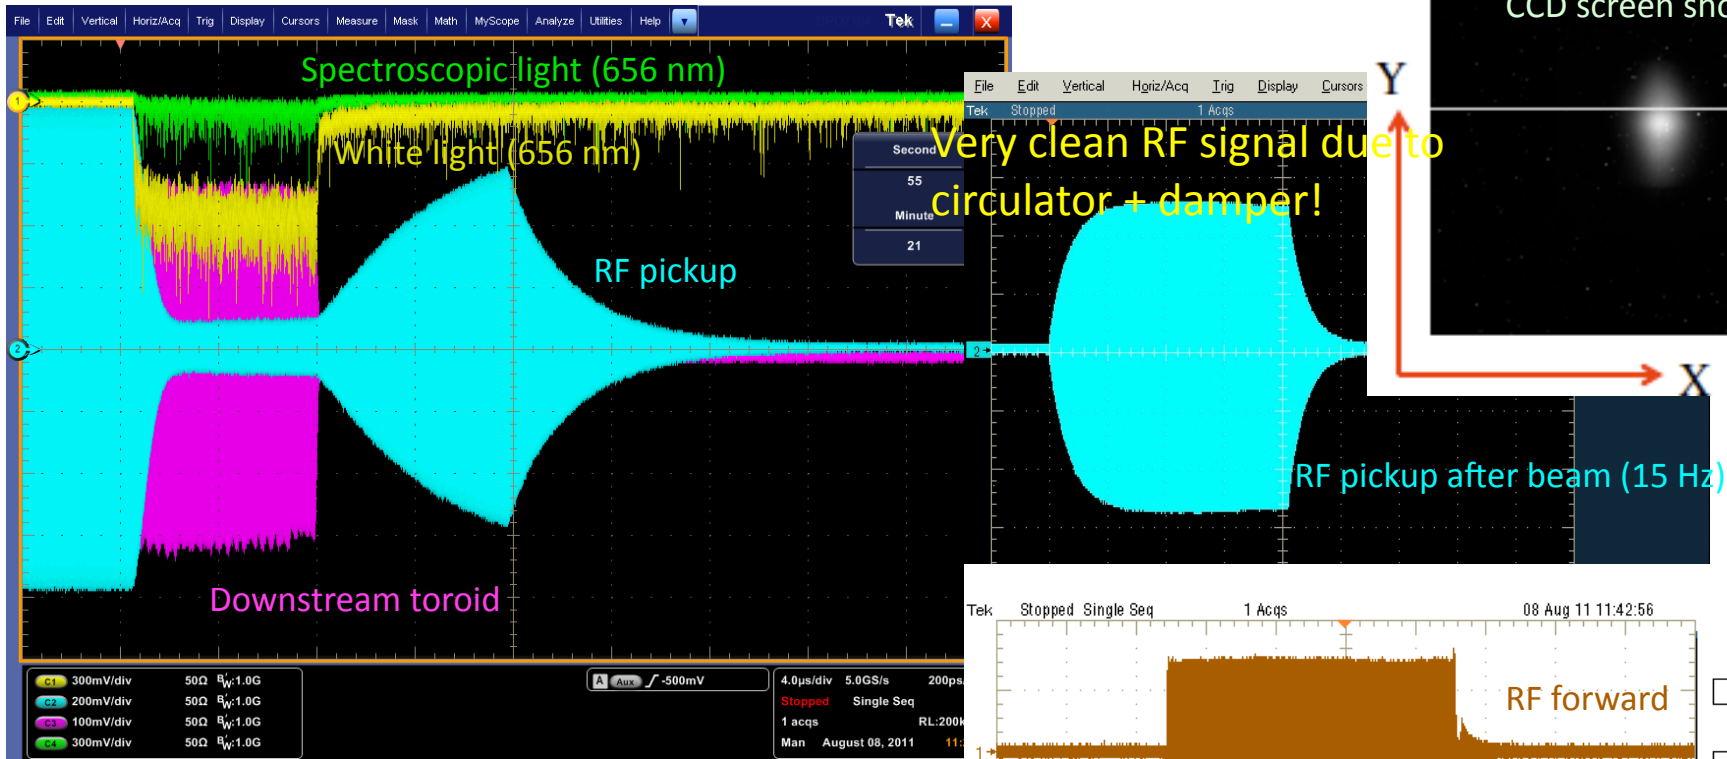 File Edit Vertical Horiz/Acq Trig Display Cursors Measure Mask Math MyScope Analyze Utilities Help Tek X
CCD screen sho
Spectroscopic light (656 nm)
White light (656 nm)
1
Second
55
Minute
21
RF pickup
2
Downstream toroid
C1 300mV/div 50Ω BW:1.0G
C2 200mV/div 50Ω BW:1.0G
C3 100mV/div 50Ω BW:1.0G
C4 300mV/div 50Ω BW:1.0G
A Aux -500mV
4.0µs/div 5.0GS/s 200ps
Stopped Single Seq
1 acqs RL:200k
Man August 08, 2011 11:
File Edit Vertical Horiz/Acq Trig Display Cursors
Tek Stopped 1 Acqs
Very clean RF signal due to
circulator + damper!
2
RF pickup after beam (15 Hz)
Y
X
Tek Stopped Single Seq 1 Acqs 08 Aug 11 11:42:56
RF forward
1